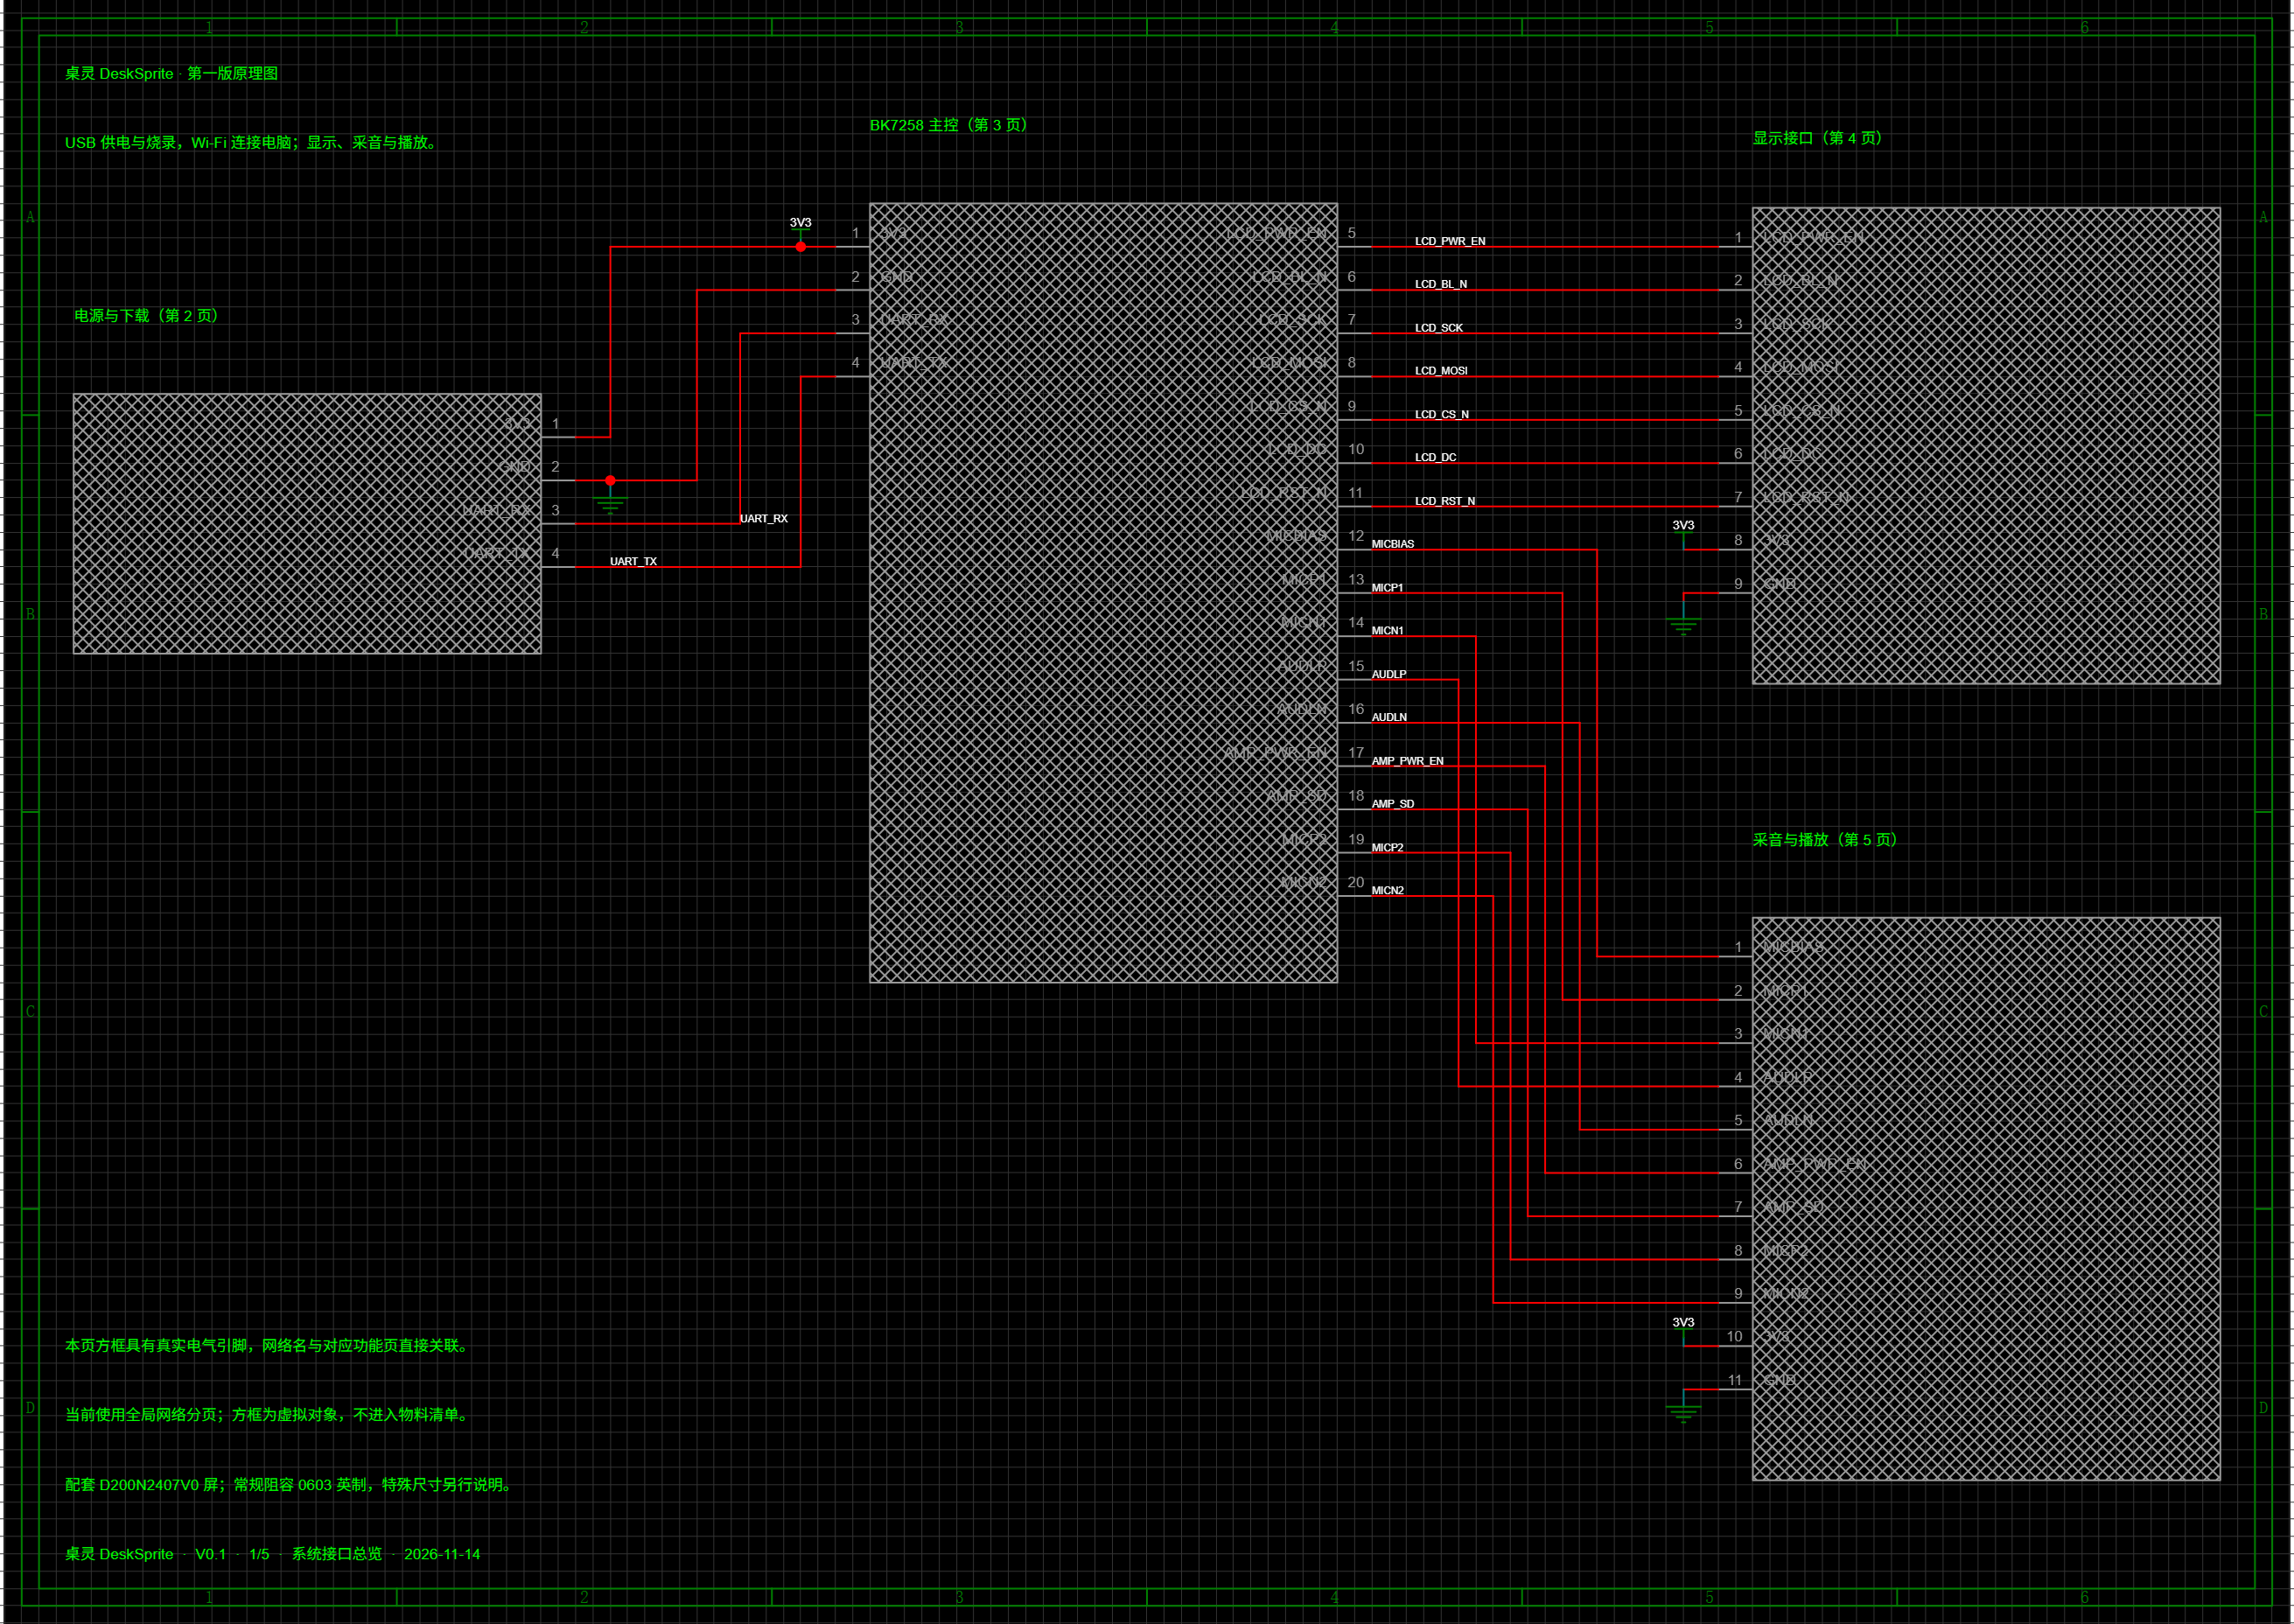 1 2 3 4 5 6
桌灵 DeskSprite · 第一版原理图
USB 供电与烧录，Wi-Fi 连接电脑；显示、采音与播放。
A
B
C
D
电源与下载（第 2 页）
3V3 1
GND 2
UART_RX 3
UART_TX 4
UART_RX
UART_TX
3V3
BK7258 主控（第 3 页）
1 3V3
2 GND
3 UART_RX
4 UART_TX
D_PWR_EN 5 LCD_PWR_EN
LCD_BL_N 6 LCD_BL_N
LCD_SCK 7 LCD_SCK
LCD_MOSI 8 LCD_MOSI
LCD_CS_N 9 LCD_CS_N
LCD_DC 10 LCD_DC
LCD_RST_N 11 LCD_RST_N
MICBIAS 12 MICBIAS
MICP1 13 MICP1
MICN1 14 MICN1
AUDLP 15 AUDLP
AUDLN 16 AUDLN
AMP_PWR_EN 17 AMP_PWR_EN
AMP_SD 18 AMP_SD
MICP2 19 MICP2
MICN2 20 MICN2
显示接口（第 4 页）
1 LCD_PWR_EN
2 LCD_BL_N
3 LCD_SCK
4 LCD_MOSI
5 LCD_CS_N
6 LCD_DC
7 LCD_RST_N
3V3
8 3V3
9 GND
采音与播放（第 5 页）
1 MICBIAS
2 MICP1
3 MICN1
4 AUDLP
5 AUDLN
6 AMP_PWR_EN
7 AMP_SD
8 MICP2
9 MICN2
3V3
10 3V3
11 GND
A
B
C
D
本页方框具有真实电气引脚，网络名与对应功能页直接关联。
当前使用全局网络分页；方框为虚拟对象，不进入物料清单。
配套 D200N2407V0 屏；常规阻容 0603 英制，特殊尺寸另行说明。
桌灵 DeskSprite · V0.1 · 1/5 · 系统接口总览 · 2026-11-14
1 2 3 4 5 6